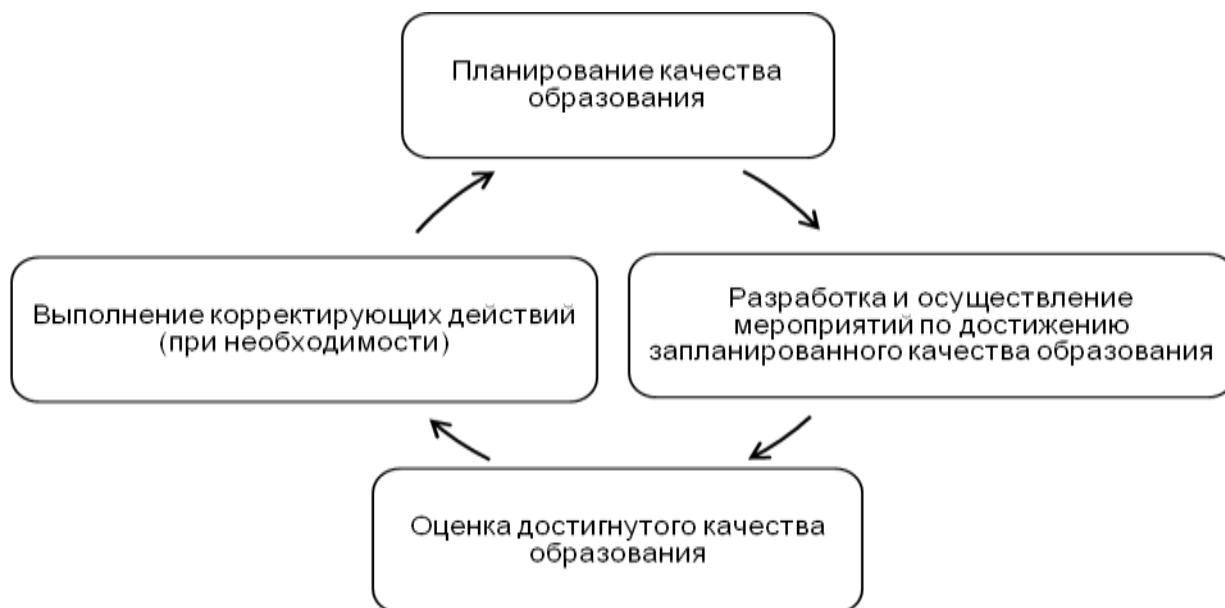 Планирование качества
образования
Выполнение корректирующих действий
(при необходимости)
Разработка и осуществление
мероприятий по достижению
запланированного качества образования
Оценка достигнутого качества
образования